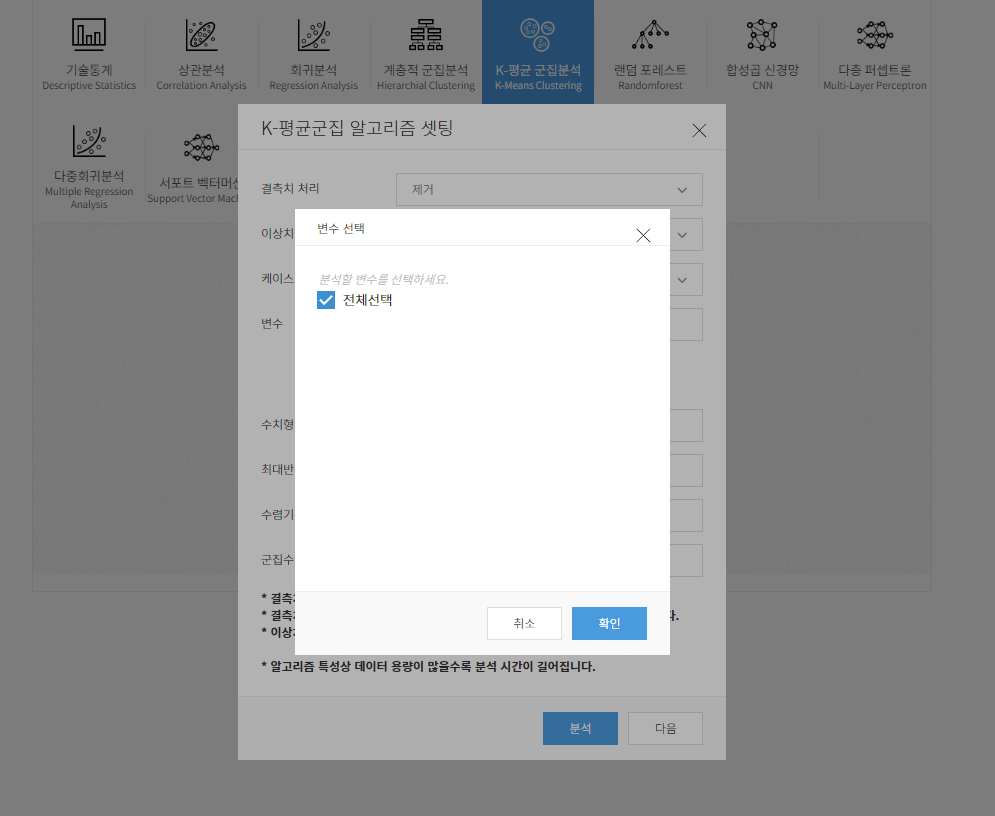 기술통계
Descriptive Statistics
상관분석
Correlation Analysis
회귀분석
Regression Analysis
계층적 군집분석
Hierarchial Clustering
K-평균 군집분석
K-Means Clustering
랜덤 포레스트
Randomforest
합성곱 신경망
CNN
다층 퍼셉트론
Multi-Layer Perceptron
다중회귀분석
Multiple Regression
Analysis
서포트 벡터머신
Support Vector Mach
K-평균군집 알고리즘 셋팅
결측치 처리
제거
이상치
케이스
변수
수치형
최대반
수렴기
군집수
변수 선택
분석할 변수를 선택하세요.
전체선택
취소
확인
* 결측
* 결측
다.
* 이상
* 알고리즘 특성상 데이터 용량이 많을수록 분석 시간이 길어집니다.
분석
다음